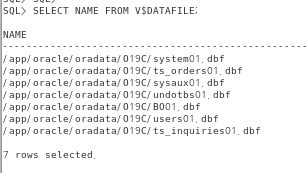 SQL> SQL>
SQL> SELECT NAME FROM V$DATAFILE;
NAME
--------------------------------------------------------------------------------
/app/oracle/oradata/O19C/system01.dbf
/app/oracle/oradata/O19C/ts_orders01.dbf
/app/oracle/oradata/O19C/sysaux01.dbf
/app/oracle/oradata/O19C/undotbs01.dbf
/app/oracle/oradata/O19C/BO01.dbf
/app/oracle/oradata/O19C/users01.dbf
/app/oracle/oradata/O19C/ts_inquiries01.dbf
7 rows selected.